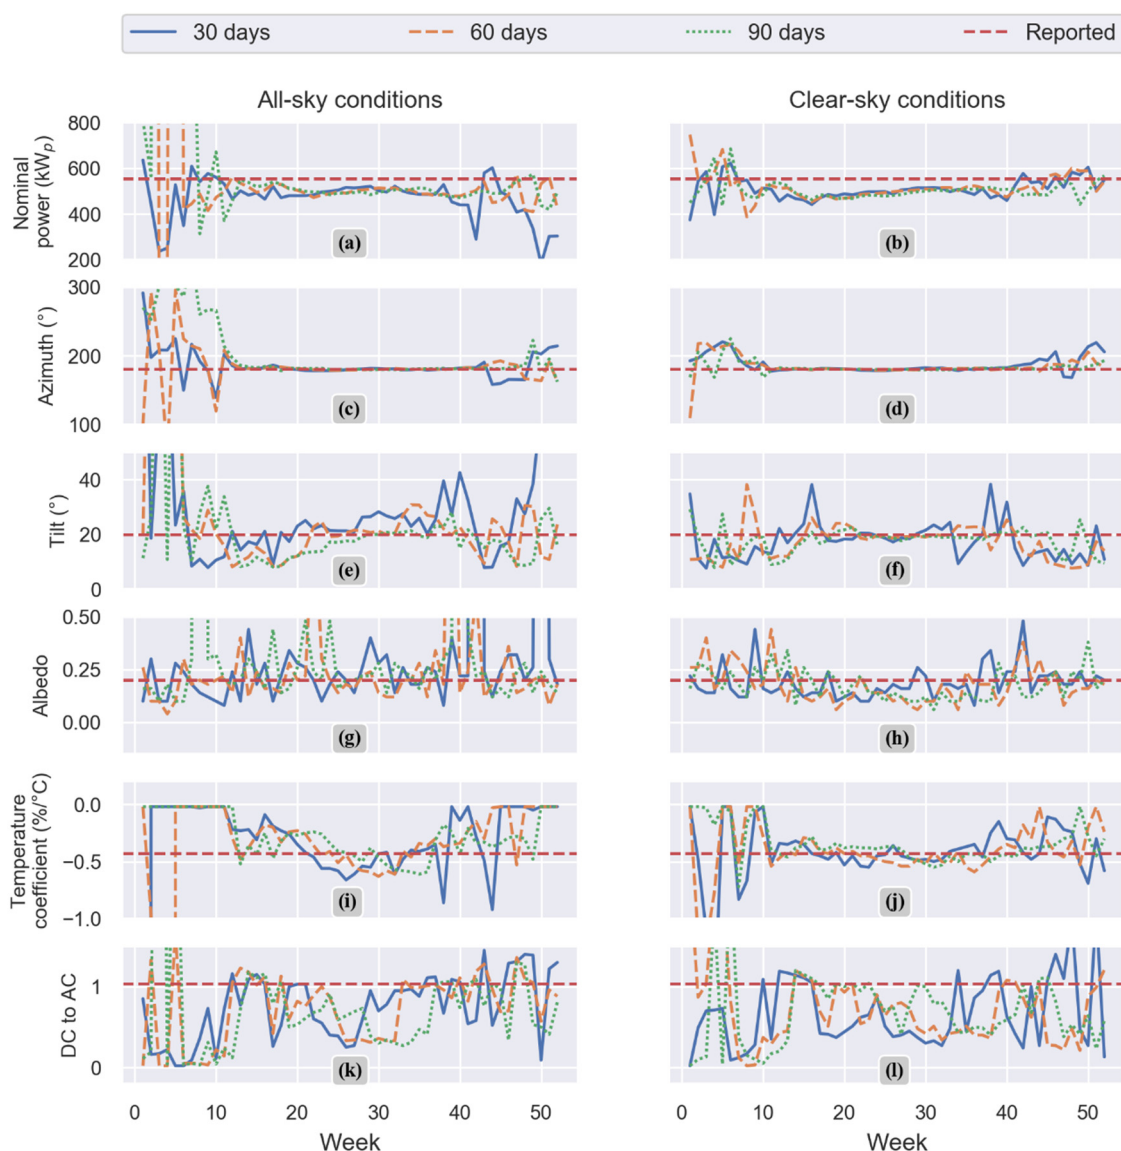 30 days 60 days 90 days Reported
All-sky conditions Clear-sky conditions
Nominal
power (kWp)
800
600
400
200
(a) (b)
Azimuth (°)
300
200
100
(c) (d)
Tilt (°)
40
20
0
(e) (f)
Albedo
0.50
0.25
0.00
(g) (h)
Temperature
coefficient (%/°C)
0.0
−0.5
−1.0
(i) (j)
DC to AC
1
0
(k) (l)
0 10 20 30 40 50 0 10 20 30 40 50
Week Week